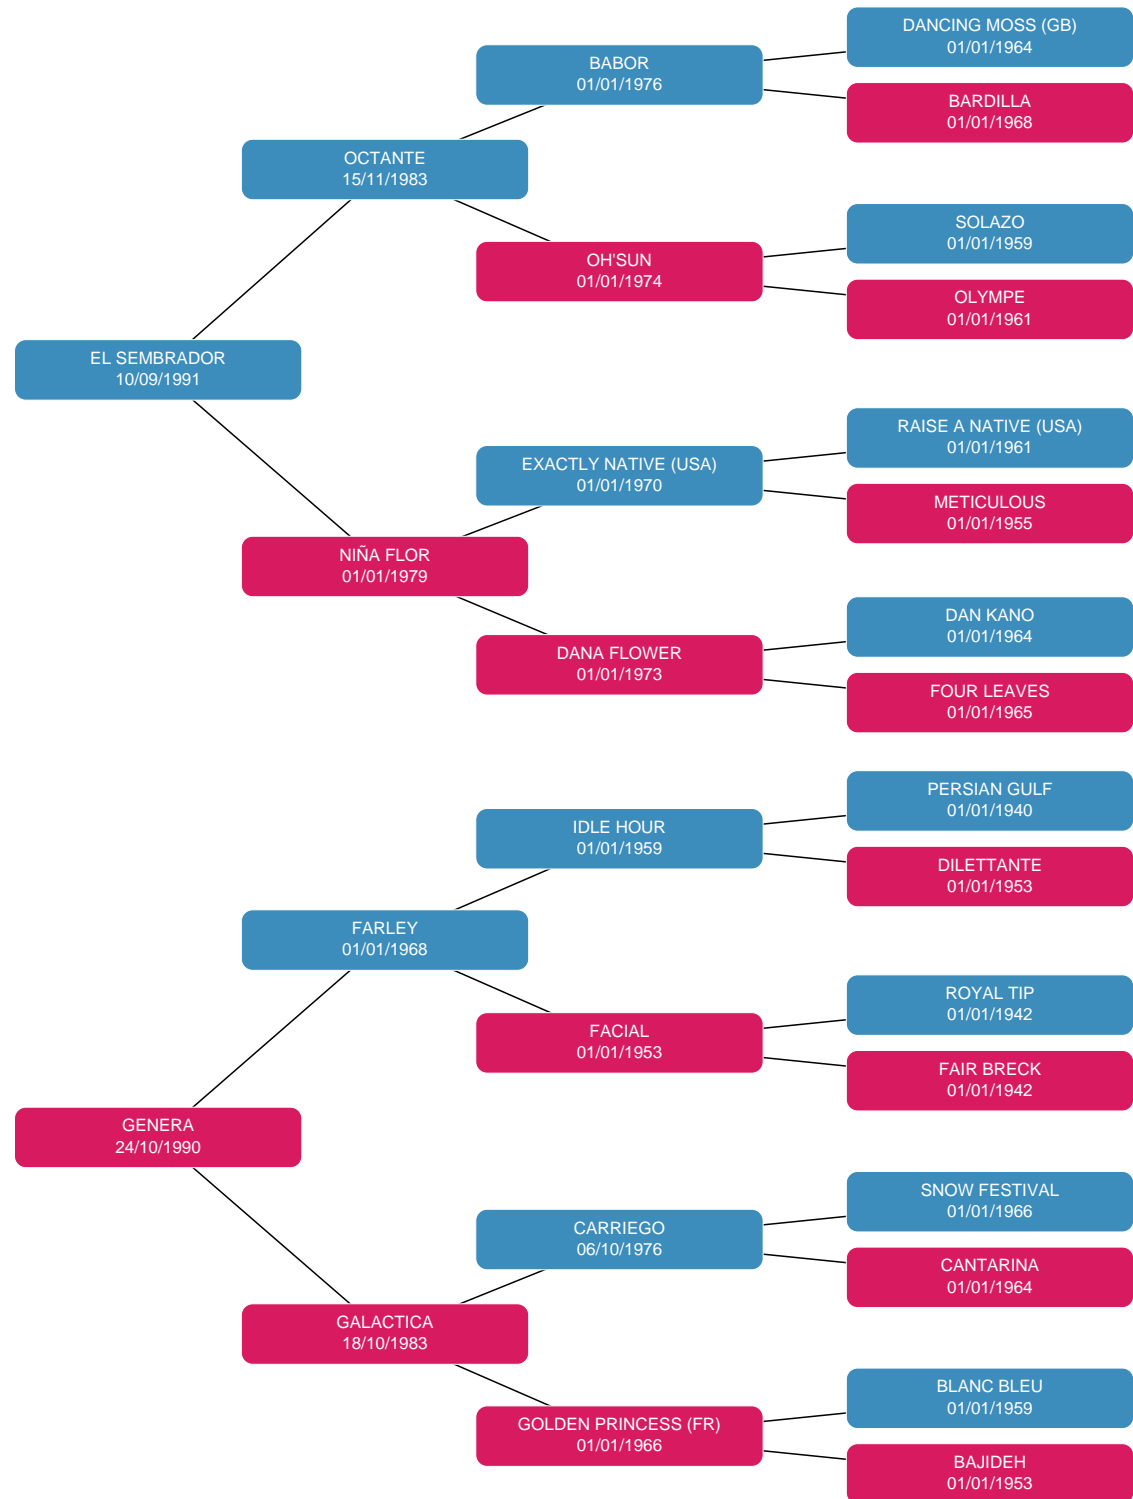 DANCING MOSS (GB)
01/01/1964
BABOR
01/01/1976
BARDILLA
01/01/1968
OCTANTE
15/11/1983
SOLAZO
01/01/1959
OH'SUN
01/01/1974
OLYMPE
01/01/1961
EL SEMBRADOR
10/09/1991
RAISE A NATIVE (USA)
01/01/1961
EXACTLY NATIVE (USA)
01/01/1970
METICULOUS
01/01/1955
NIÑA FLOR
01/01/1979
DAN KANO
01/01/1964
DANA FLOWER
01/01/1973
FOUR LEAVES
01/01/1965
PERSIAN GULF
01/01/1940
IDLE HOUR
01/01/1959
DILETTANTE
01/01/1953
FARLEY
01/01/1968
ROYAL TIP
01/01/1942
FACIAL
01/01/1953
FAIR BRECK
01/01/1942
GENERA
24/10/1990
SNOW FESTIVAL
01/01/1966
CARRIEGO
06/10/1976
CANTARINA
01/01/1964
GALACTICA
18/10/1983
BLANC BLEU
01/01/1959
GOLDEN PRINCESS (FR)
01/01/1966
BAJIDEH
01/01/1953